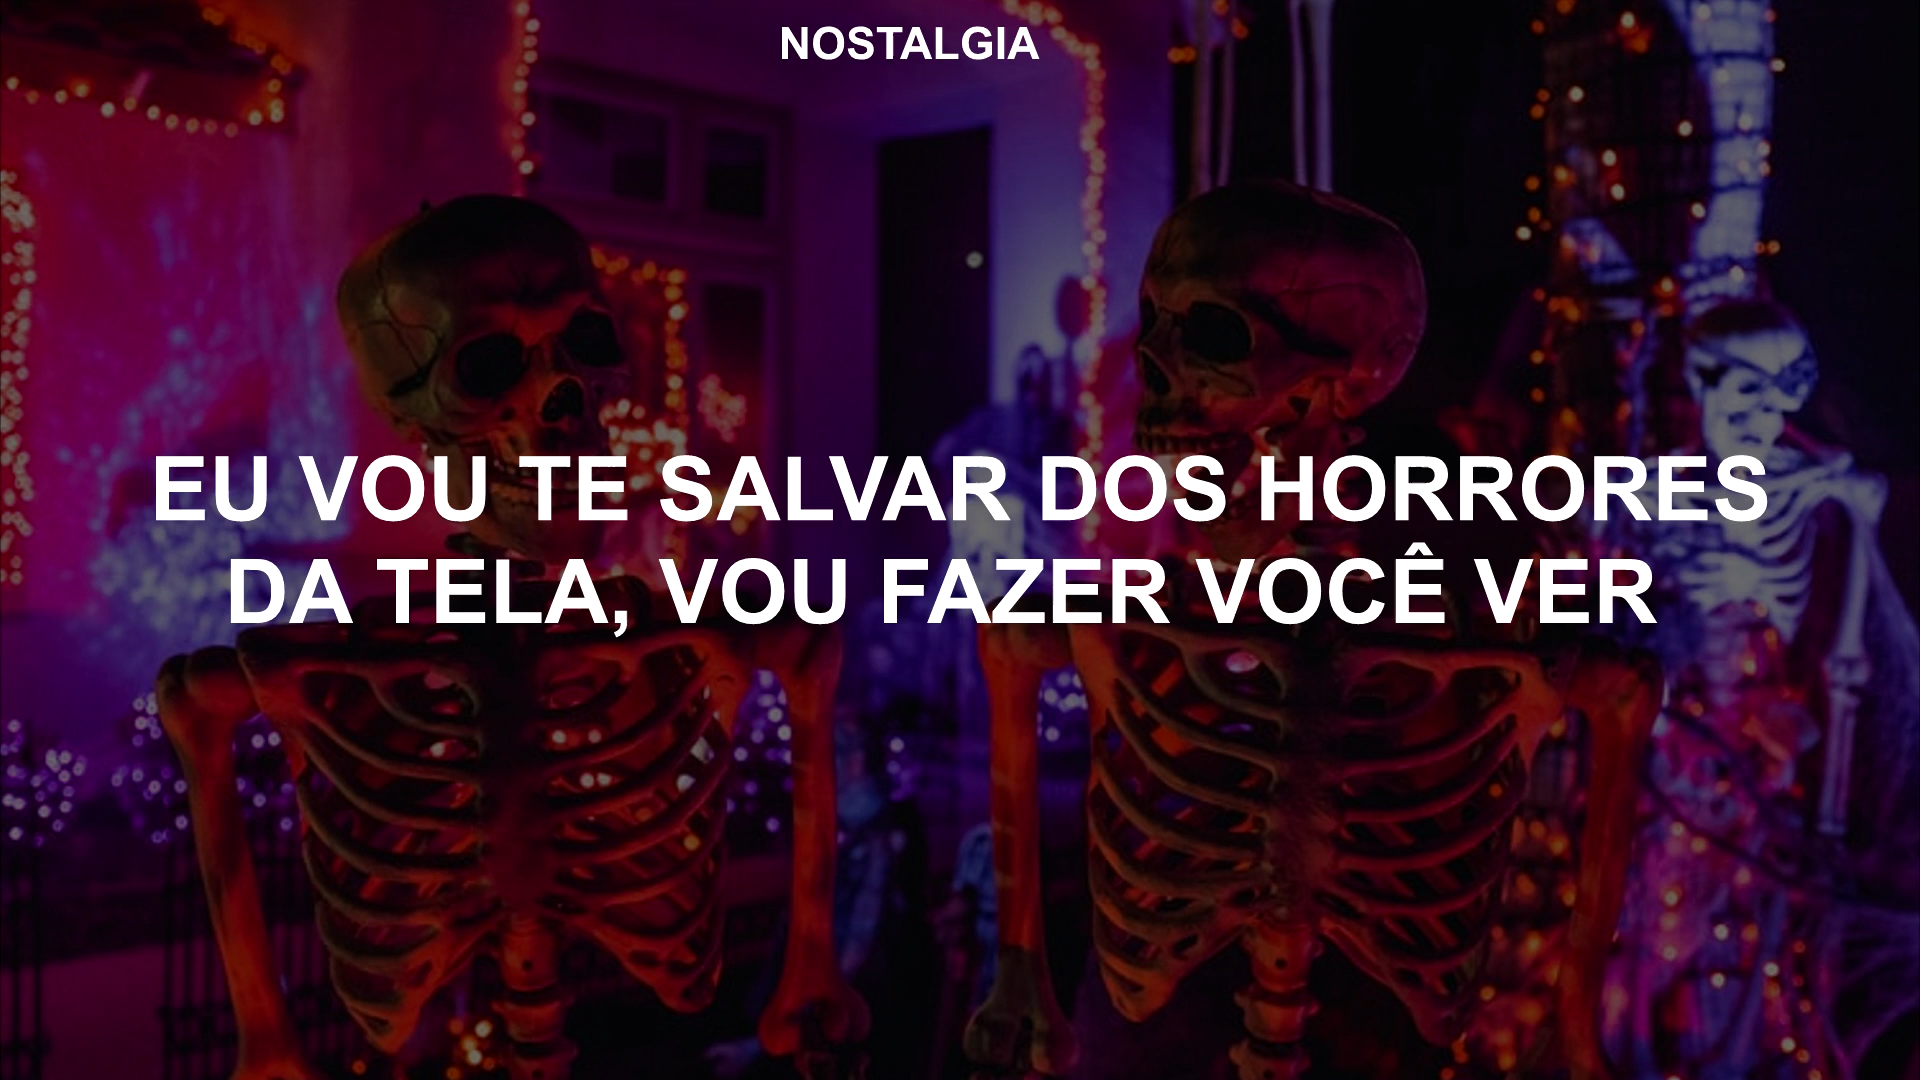 NOSTALGIA
EU VOU TE SALVAR DOS HORRORES
DA TELA, VOU FAZER VOCÊ VER